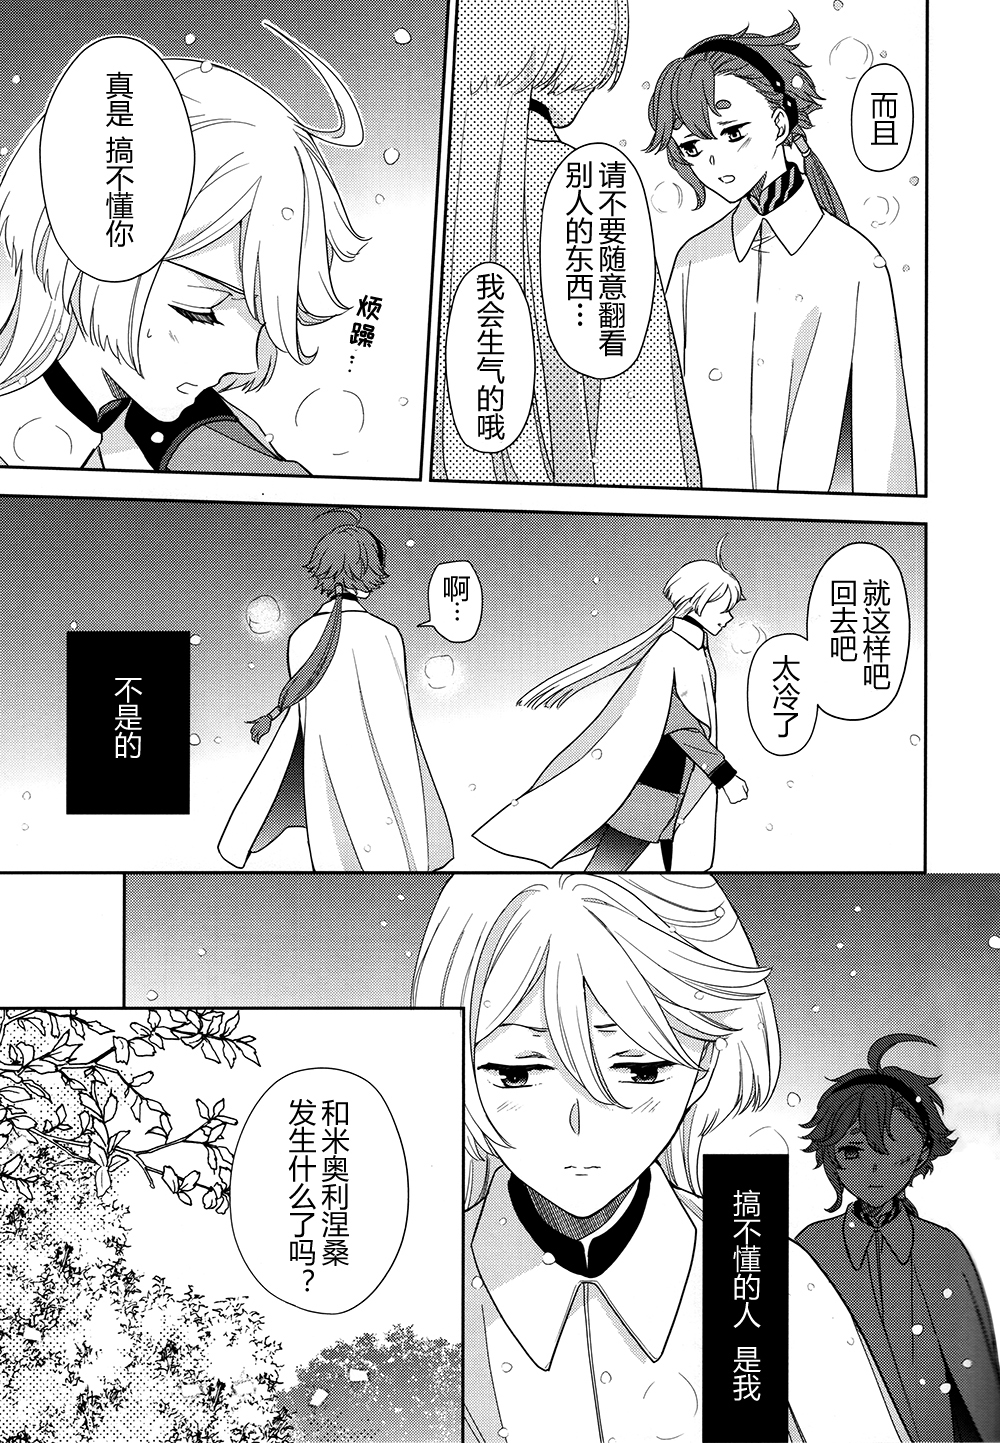 而且
请不要随意翻看
别人的东西…
我会生气的哦
真是 搞不懂你
烦
躁
…
就这样吧
回去吧
太冷了
啊…
不是的
搞不懂的人 是我
和米奥利涅桑
发生什么了吗？